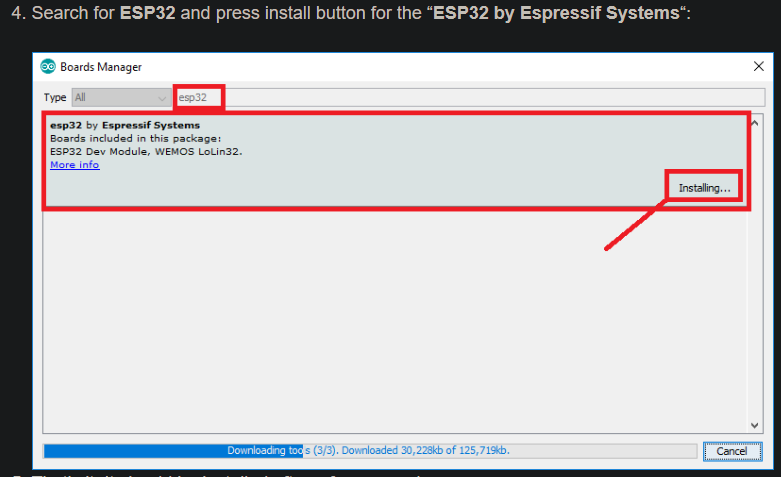 4. Search for ESP32 and press install button for the “ESP32 by Espressif Systems“:
Boards Manager
Type All esp32
esp32 by Espressif Systems
Boards included in this package:
ESP32 Dev Module, WEMOS LoLin32.
More info
Installing...
Downloading tools (3/3). Downloaded 30,228kb of 125,719kb.
Cancel